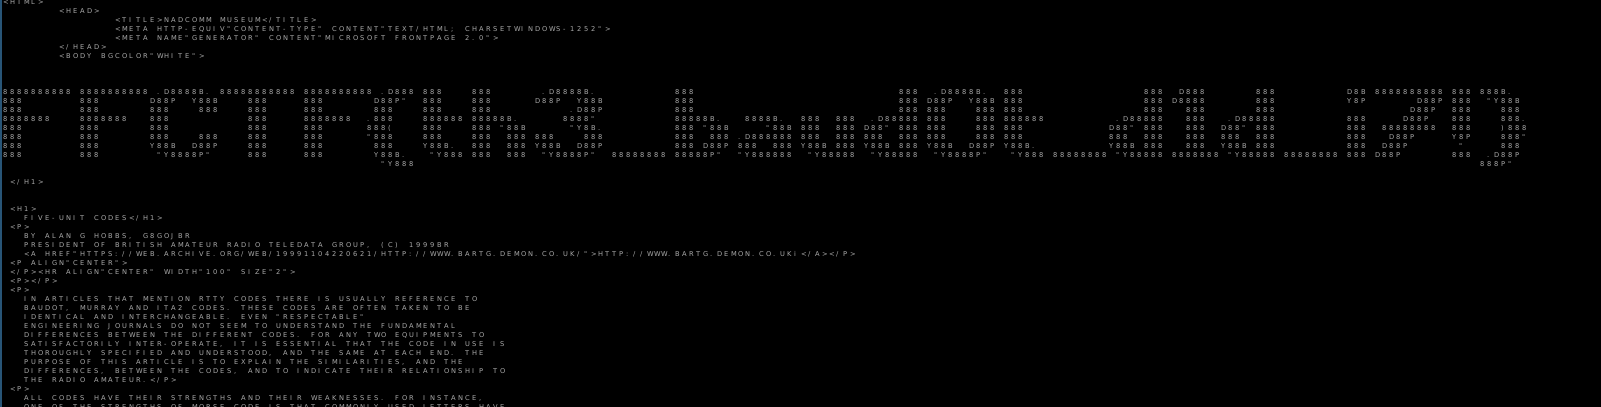 <HTML>
<HEAD>
<TITLE>NADCOMM MUSEUM</TITLE>
<META HTTP-EQUIV"CONTENT-TYPE" CONTENT"TEXT/HTML; CHARSETWINDOWS-1252">
<META NAME"GENERATOR" CONTENT"MICROSOFT FRONTPAGE 2.0">
</HEAD>
<BODY BGCOLOR"WHITE">
FFCTF{th3_baud0t_d1d_i7!}
</H1>
<H1>
FIVE-UNIT CODES</H1>
<P>
BY ALAN G HOBBS, G8GOJBR
PRESIDENT OF BRITISH AMATEUR RADIO TELEDATA GROUP, (C) 1999BR
<A HREF"HTTPS://WEB.ARCHIVE.ORG/WEB/19991104220621/HTTP://WWW.BARTG.DEMON.CO.UK/">HTTP://WWW.BARTG.DEMON.CO.UKI</A></P>
<P ALIGN"CENTER">
</P><HR ALIGN"CENTER" WIDTH"100" SIZE"2">
<P></P>
<P>
IN ARTICLES THAT MENTION RTTY CODES THERE IS USUALLY REFERENCE TO
BAUDOT, MURRAY AND ITA2 CODES. THESE CODES ARE OFTEN TAKEN TO BE
IDENTICAL AND INTERCHANGEABLE. EVEN "RESPECTABLE"
ENGINEERING JOURNALS DO NOT SEEM TO UNDERSTAND THE FUNDAMENTAL
DIFFERENCES BETWEEN THE DIFFERENT CODES. FOR ANY TWO EQUIPMENTS TO
SATISFACTORILY INTER-OPERATE, IT IS ESSENTIAL THAT THE CODE IN USE IS
THOROUGHLY SPECIFIED AND UNDERSTOOD, AND THE SAME AT EACH END. THE
PURPOSE OF THIS ARTICLE IS TO EXPLAIN THE SIMILARITIES, AND THE
DIFFERENCES, BETWEEN THE CODES, AND TO INDICATE THEIR RELATIONSHIP TO
THE RADIO AMATEUR.</P>
<P>
ALL CODES HAVE THEIR STRENGTHS AND THEIR WEAKNESSES. FOR INSTANCE,
ONE OF THE STRENGTHS OF MORSE CODE IS THAT COMMONLY USED LETTERS HAVE